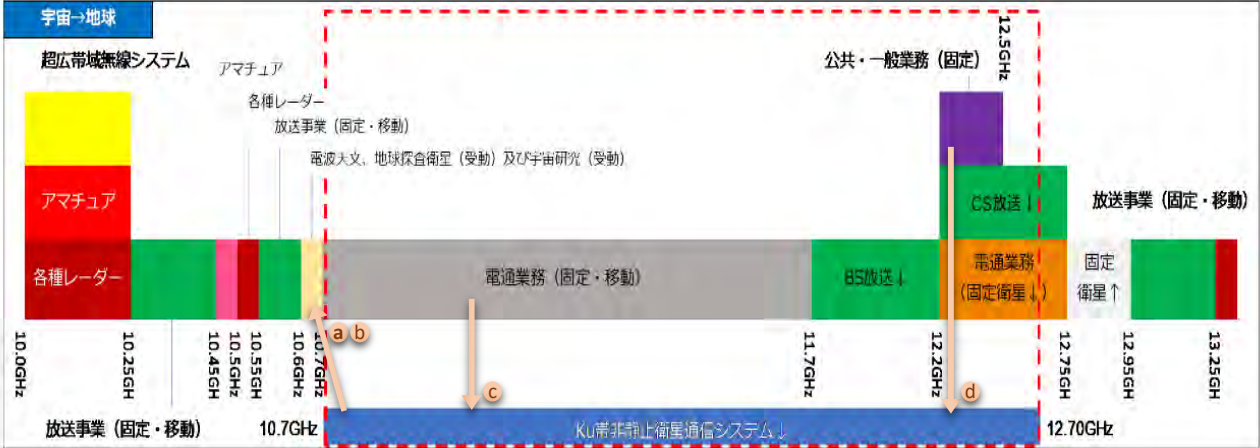 宇宙→地球
超広帯域無線システム
アマチュア
各種レーダー
放送事業（固定・移動）
電波天文、地球探査衛星（受動）及び宇宙研究（受動）
公共・一般業務（固定）
12.5GHz
アマチュア
CS放送↓
放送事業（固定・移動）
各種レーダー
電通業務（固定・移動）
BS放送↓
電通業務
（固定衛星↓）
固定
衛星↑
a b
c
d
10.0GHz
10.25GH
10.45GH
10.5GHz
10.55GH
10.6GHz
10.7GHz
11.7GHz
12.2GHz
12.75GH
12.95GH
13.25GH
放送事業（固定・移動）
10.7GHz
Ku帯非静止衛星通信システム↓
12.70GHz